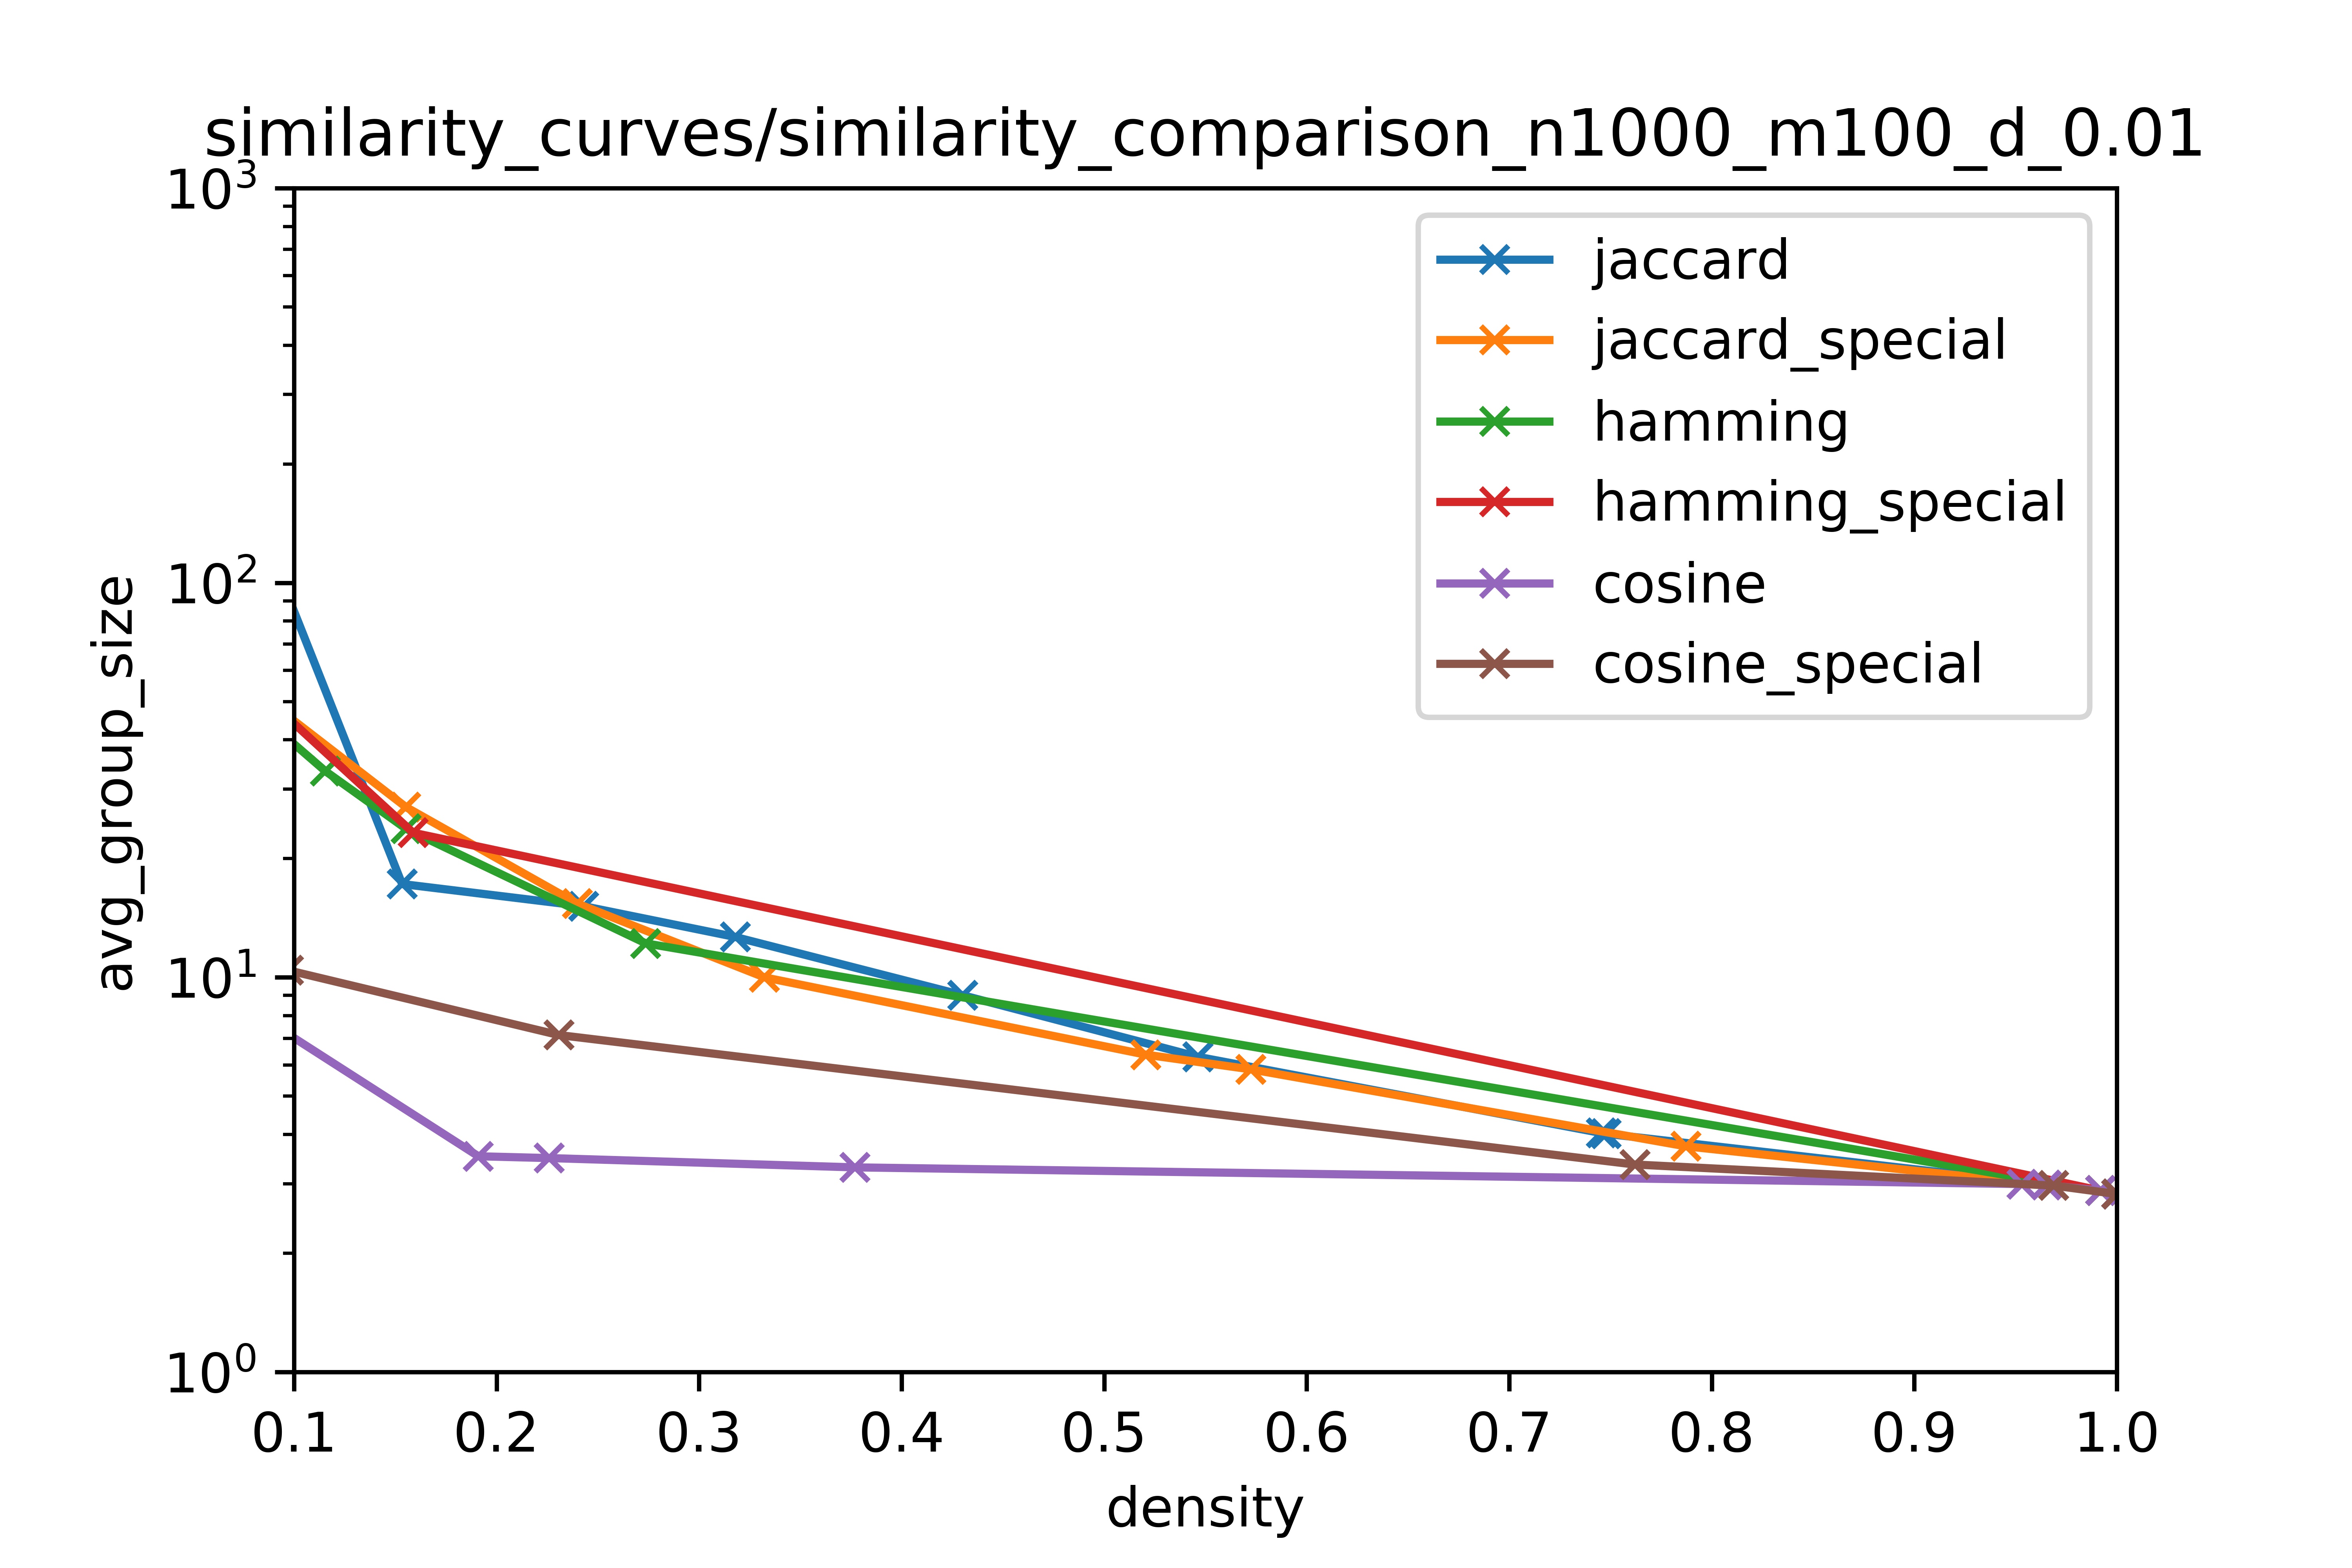 similarity_curves/similarity_comparison_n1000_m100_d_0.01
10³
10²
10¹
10⁰
avg_group_size
jaccard
jaccard_special
hamming
hamming_special
cosine
cosine_special
0.1 0.2 0.3 0.4 0.5 0.6 0.7 0.8 0.9 1.0
density